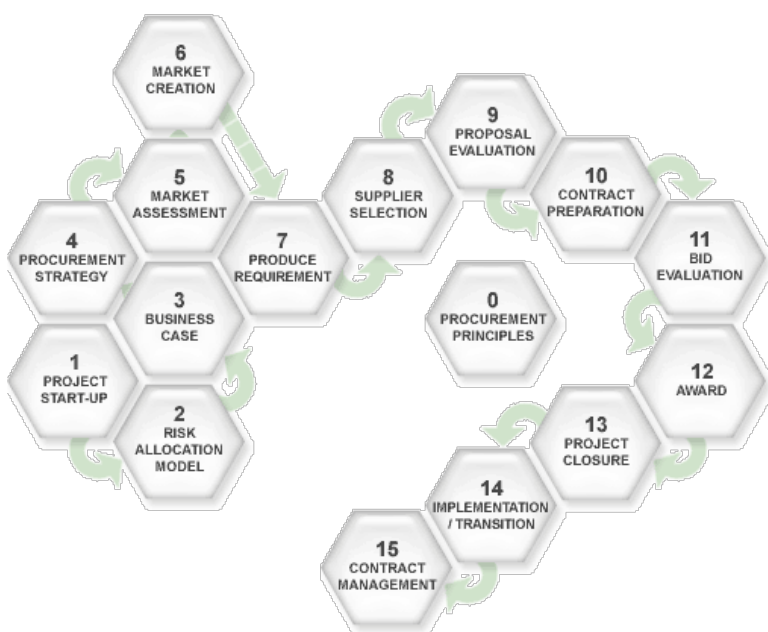 0
PROCUREMENT
PRINCIPLES
1
PROJECT
START-UP
2
RISK
ALLOCATION
MODEL
3
BUSINESS
CASE
4
PROCUREMENT
STRATEGY
5
MARKET
ASSESSMENT
6
MARKET
CREATION
7
PRODUCE
REQUIREMENT
8
SUPPLIER
SELECTION
9
PROPOSAL
EVALUATION
10
CONTRACT
PREPARATION
11
BID
EVALUATION
12
AWARD
13
PROJECT
CLOSURE
14
IMPLEMENTATION
/ TRANSITION
15
CONTRACT
MANAGEMENT